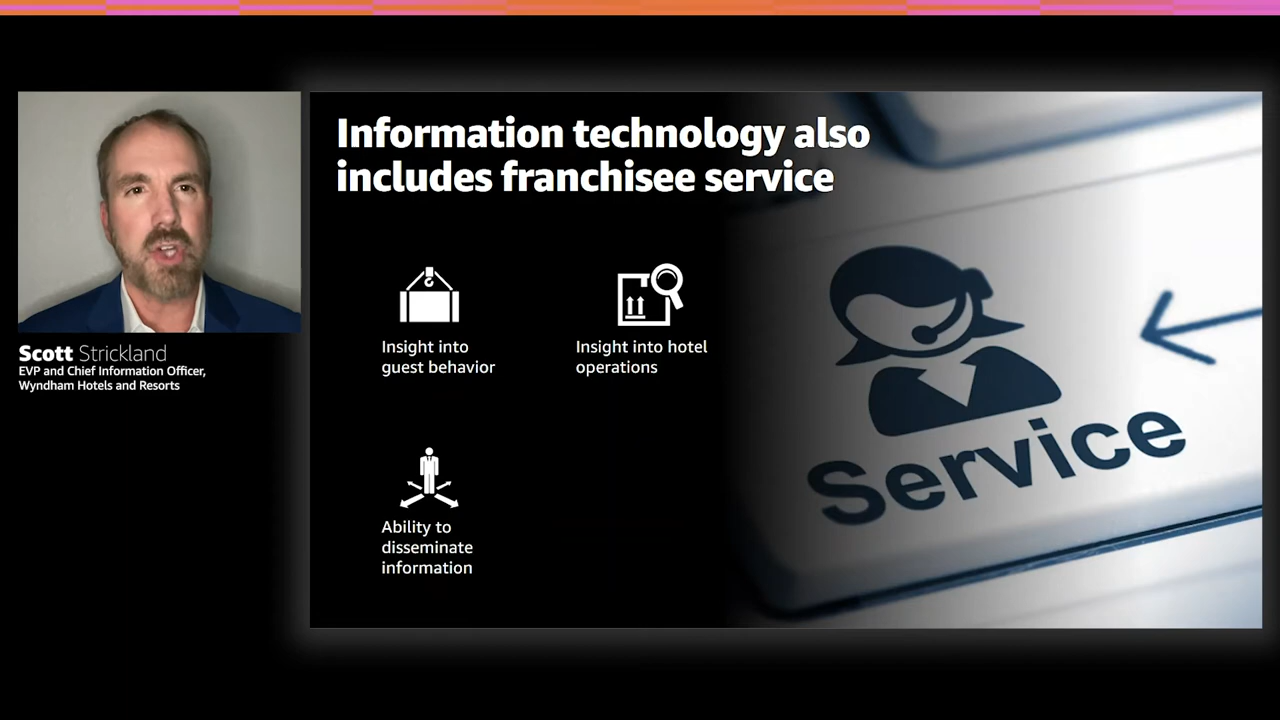 Information technology also
includes franchisee service
Insight into
guest behavior
Insight into hotel
operations
Ability to
disseminate
information
Service
Scott Strickland
EVP and Chief Information Officer,
Wyndham Hotels and Resorts